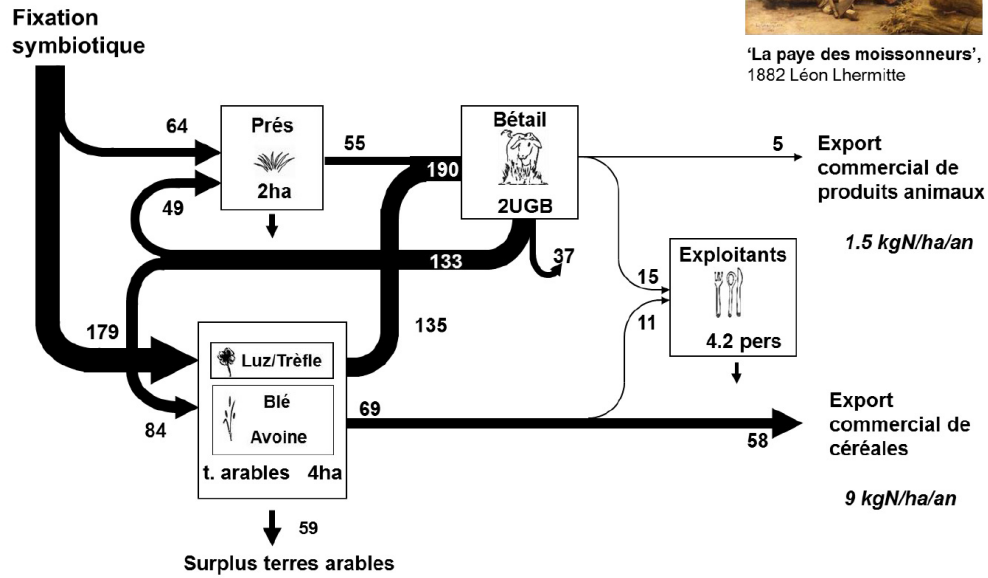 Fixation
symbiotique
'La paye des moissonneurs',
1882 Léon Lhermitte
64
Prés
2ha
55
190
Bétail
2UGB
5
Export
commercial de
produits animaux
1.5 kgN/ha/an
49
133
37
Exploitants
4.2 pers
15
11
179
135
Luz/Trèfle
Blé
Avoine
t. arables 4ha
84
69
58
Export
commercial de
céréales
9 kgN/ha/an
59
Surplus terres arables